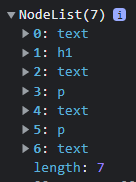 ▼ NodeList(7) i
▶ 0: text
▶ 1: h1
▶ 2: text
▶ 3: p
▶ 4: text
▶ 5: p
▶ 6: text
length: 7